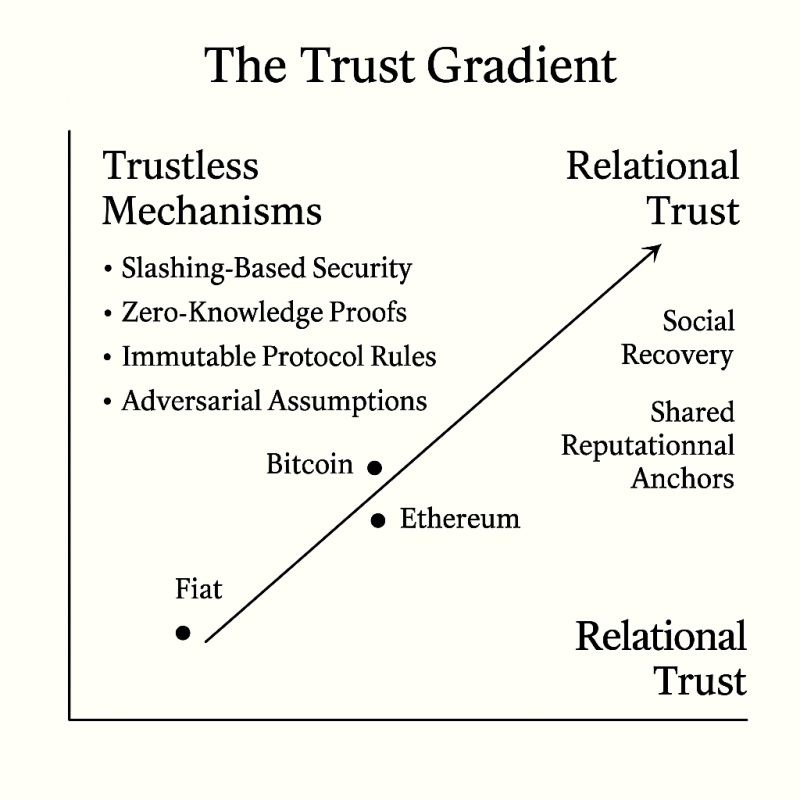 The Trust Gradient
Trustless
Mechanisms
• Slashing-Based Security
• Zero-Knowledge Proofs
• Immutable Protocol Rules
• Adversarial Assumptions
Relational
Trust
Social
Recovery
Shared
Reputationnal
Anchors
Bitcoin
Ethereum
Fiat
Relational
Trust